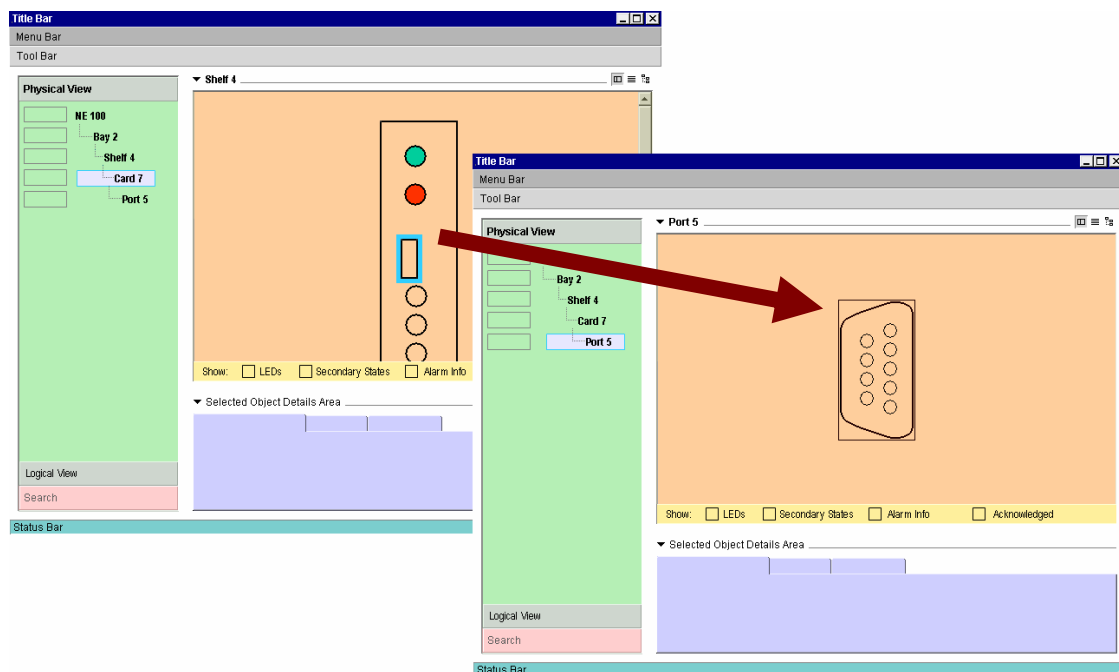 Title Bar
Menu Bar
Tool Bar
Physical View
NE 100
Bay 2
Shelf 4
Card 7
Port 5
Logical View
Search
Shelf 4
Show: LEDs Secondary States Alarm Info
Selected Object Details Area
Status Bar
Title Bar
Menu Bar
Tool Bar
Physical View
Bay 2
Shelf 4
Card 7
Port 5
Logical View
Search
Port 5
Show: LEDs Secondary States Alarm Info Acknowledged
Selected Object Details Area
Status Bar